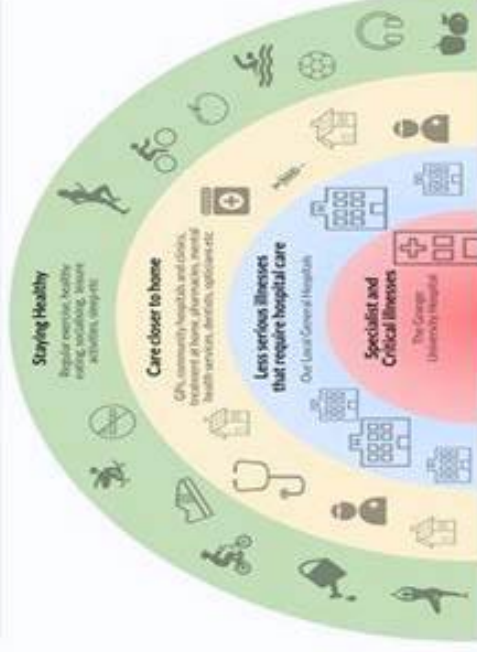 Staying Healthy
Regular exercise, healthy
eating, socialising, leisure
activities, sleep etc
Care closer to home
GPs, community hospitals and clinics,
treatment at home, pharmacies, mental
health services, dentists, opticians etc
Less serious illnesses
that require hospital care
Our Local General Hospitals
Specialist and
Critical illnesses
The Grange
University Hospital